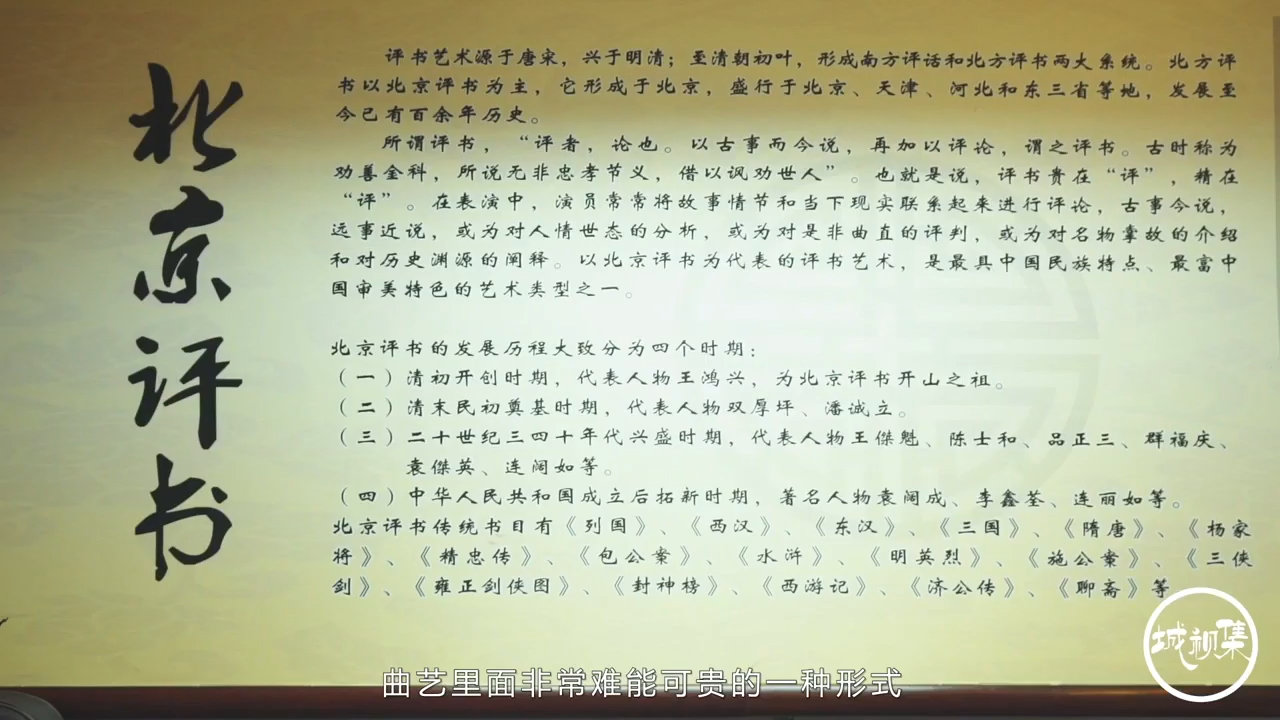 北京评书
评书艺术源于唐宋，兴于明清；至清朝初叶，形成南方评话和北方评书两大系统。北方评
书以北京评书为主，它形成于北京，盛行于北京、天津、河北和东三省等地，发展至
今已有百余年历史。
所谓评书，“评者，论也。以古事而今说，再加以评论，谓之评书。古时称为
劝善金科，所说无非忠孝节义，借以讽劝世人”。也就是说，评书贵在“评”，精在
“评”。在表演中，演员常常将故事情节和当下现实联系起来进行评论，古事今说，
远事近说，或为对人情世态的分析，或为对是非曲直的评判，或为对名物掌故的介绍
和对历史渊源的阐释。以北京评书为代表的评书艺术，是最具中国民族特点、最富中
国审美特色的艺术类型之一。
北京评书的发展历程大致分为四个时期：
（一）清初开创时期，代表人物王鸿兴，为北京评书开山之祖。
（二）清末民初奠基时期，代表人物双厚坪、潘诚立。
（三）二十世纪三四十年代兴盛时期，代表人物王傑魁、陈士和、品正三、群福庆、
袁傑英、连阔如等。
（四）中华人民共和国成立后拓新时期，著名人物袁阔成、李鑫荃、连丽如等。
北京评书传统书目有《列国》、《西汉》、《东汉》、《三国》、《隋唐》、《杨家
将》、《精忠传》、《包公案》、《水浒》、《明英烈》、《施公案》、《三侠
剑》、《雍正剑侠图》、《封神榜》、《西游记》、《济公传》、《聊斋》等
城视集
曲艺里面非常难能可贵的一种形式